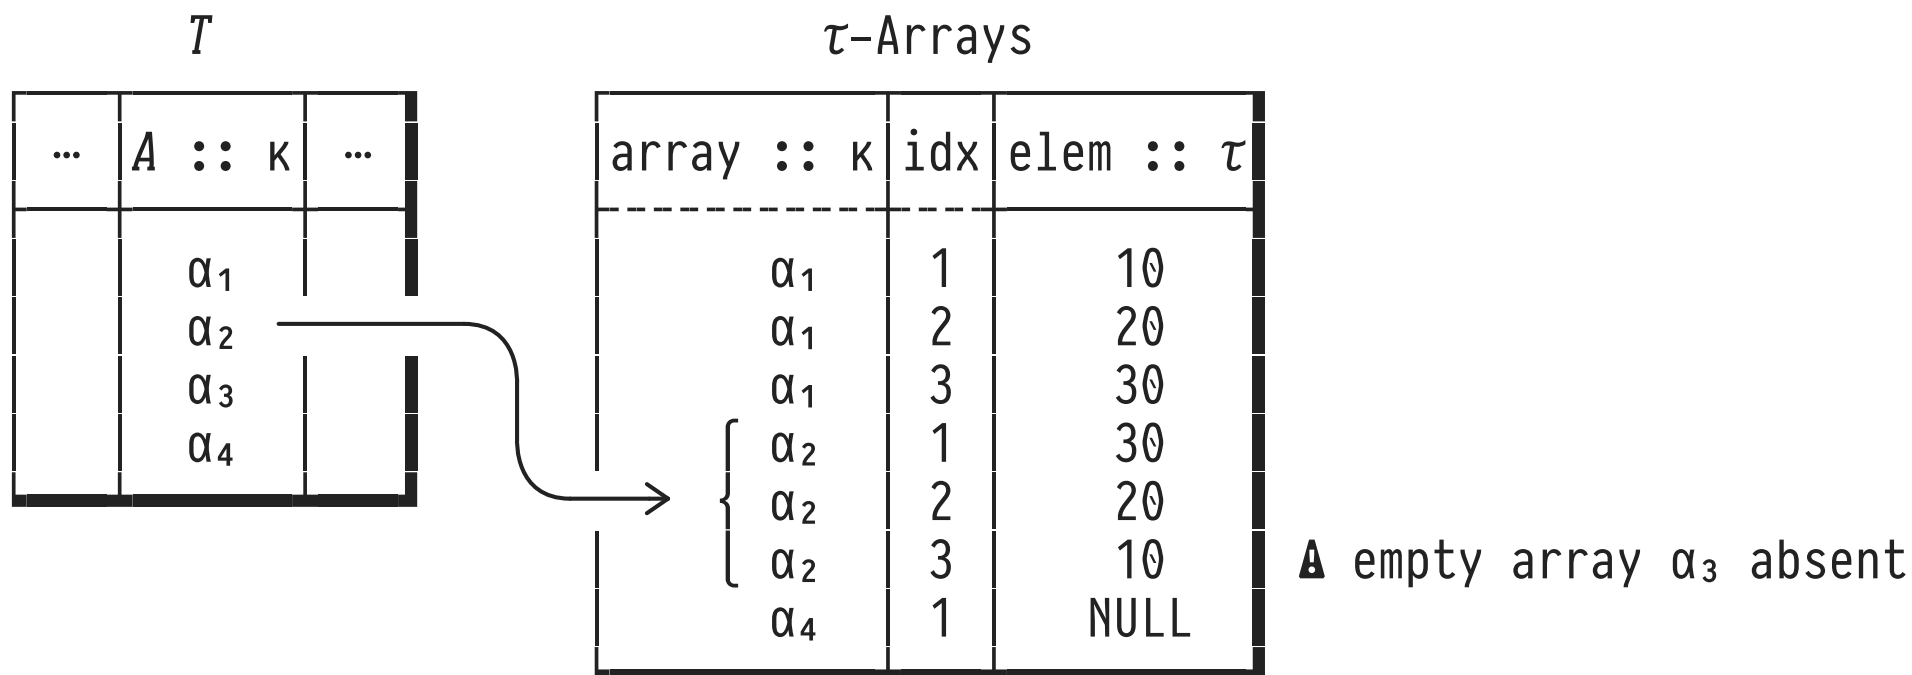 T
τ-Arrays
… A :: κ …
array :: κ idx elem :: τ
α₁
α₂
α₃
α₄
α₁ 1 10
α₁ 2 20
α₁ 3 30
α₂ 1 30
α₂ 2 20
α₂ 3 10
α₄ 1 NULL
⚠ empty array α₃ absent